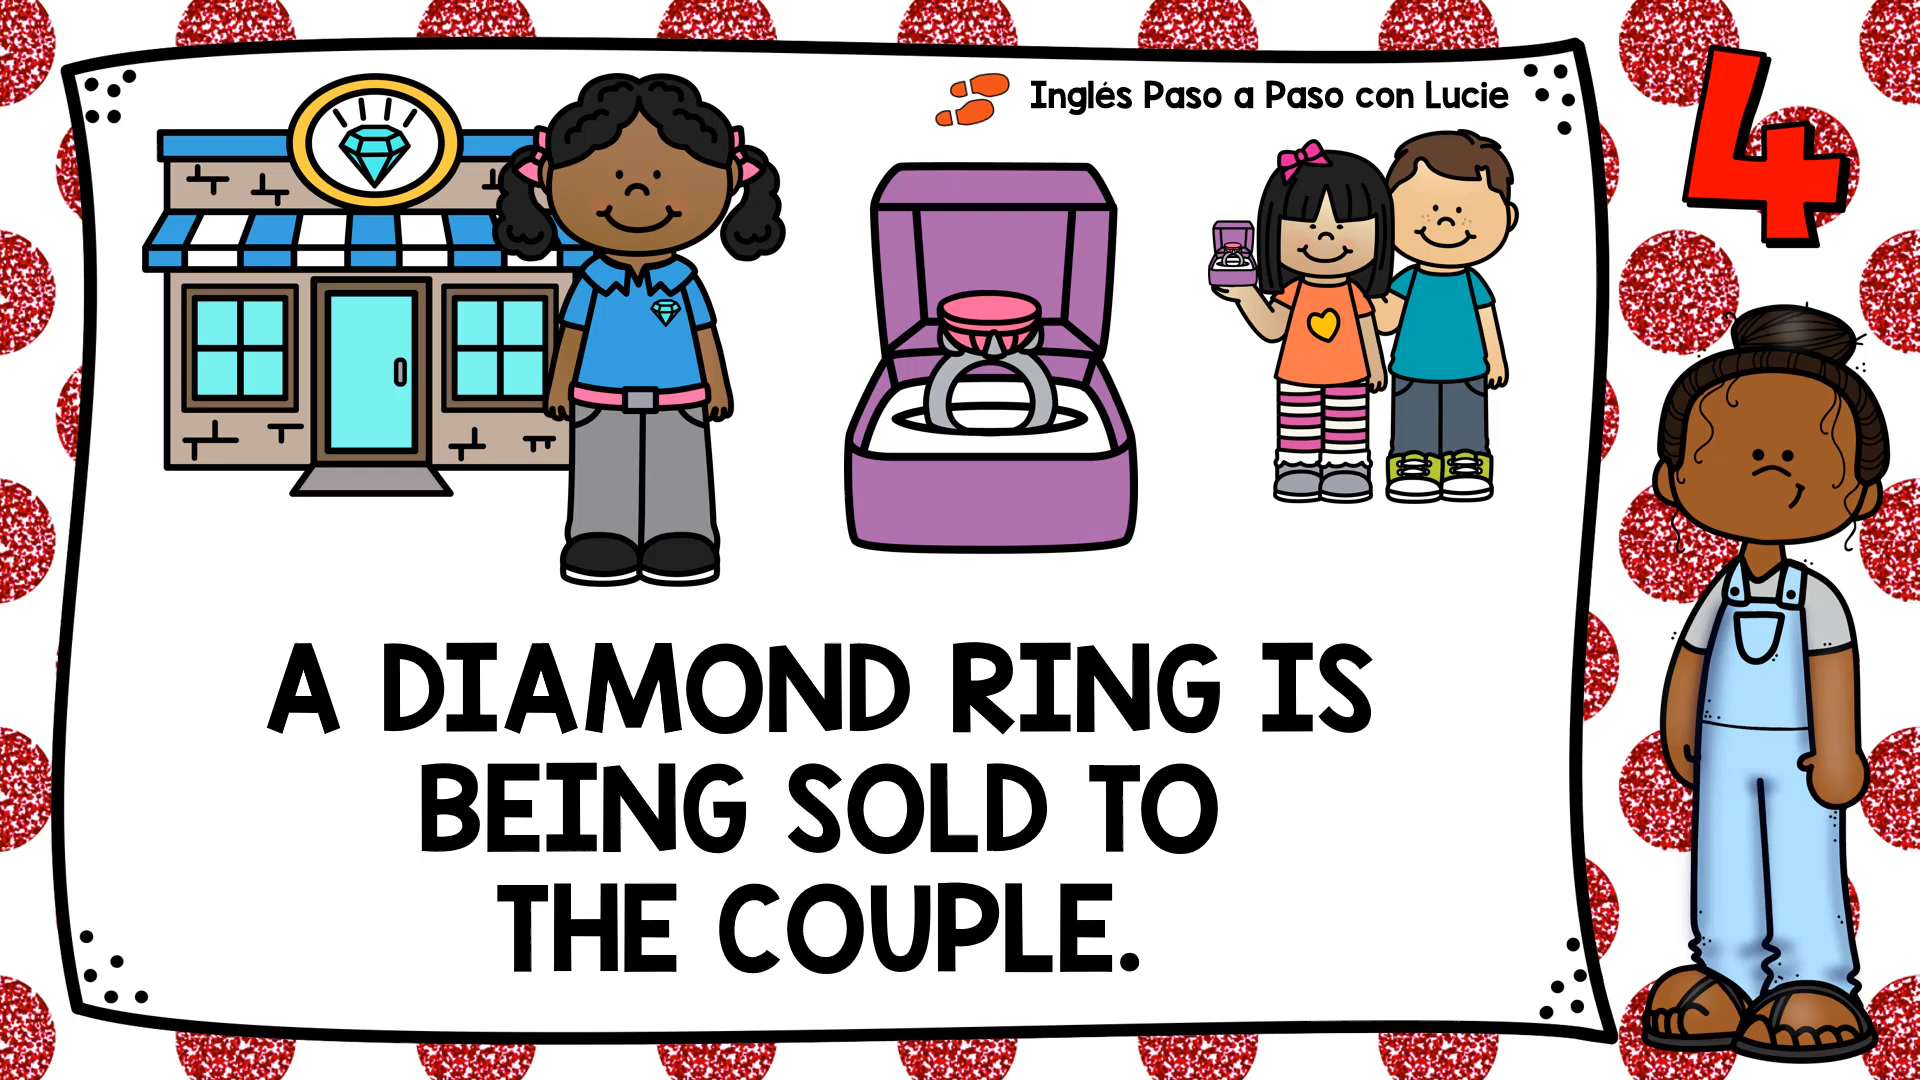 Inglés Paso a Paso con Lucie
4
A DIAMOND RING IS
BEING SOLD TO
THE COUPLE.